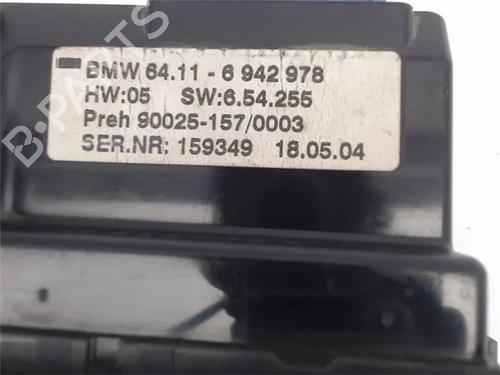 BMW 64.11 - 6 942 978
HW:05 SW:6.54.255
Preh 90025-157/0003
SER.NR: 159349 18.05.04
B-PARTS